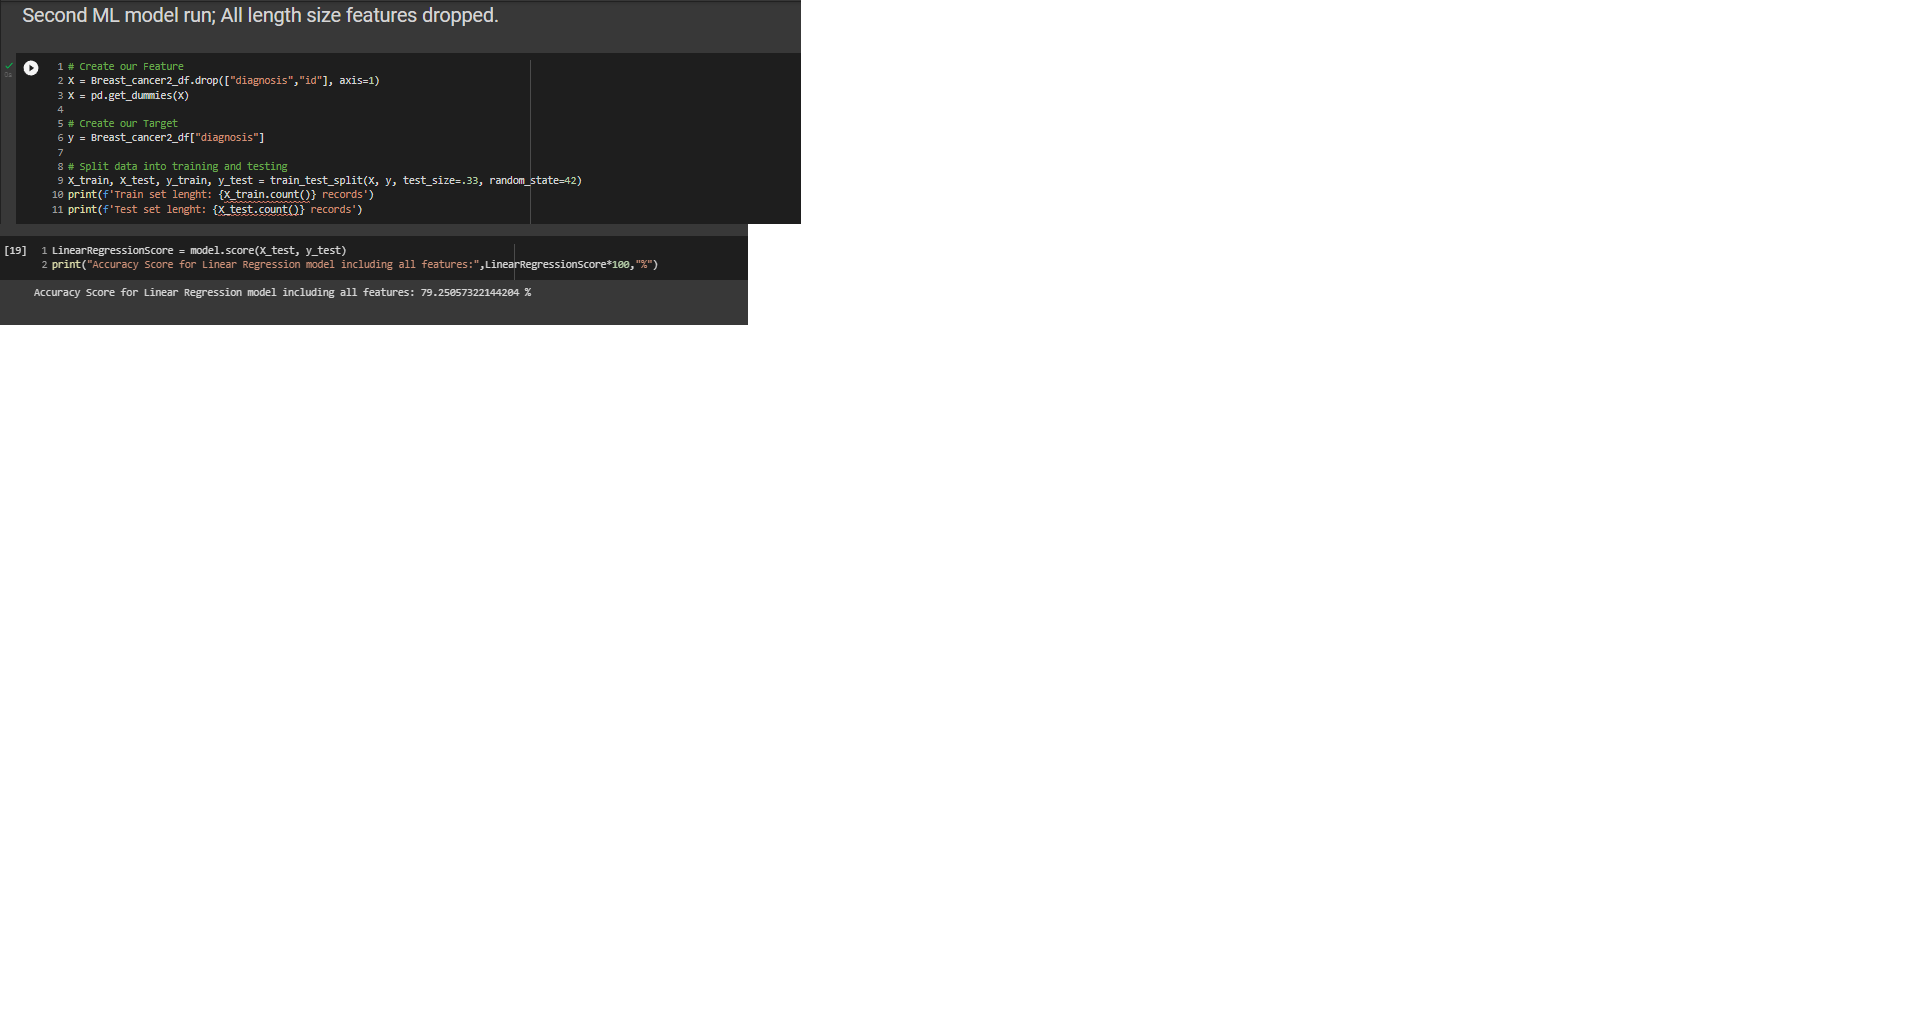 Second ML model run; All length size features dropped.
1 # Create our Feature
2 X = Breast_cancer2_df.drop(["diagnosis","id"], axis=1)
3 X = pd.get_dummies(X)
4
5 # Create our Target
6 y = Breast_cancer2_df["diagnosis"]
7
8 # Split data into training and testing
9 X_train, X_test, y_train, y_test = train_test_split(X, y, test_size=.33, random_state=42)
10 print(f'Train set lenght: {X_train.count()} records')
11 print(f'Test set lenght: {X_test.count()} records')
[19] 1 LinearRegressionScore = model.score(X_test, y_test)
2 print("Accuracy Score for Linear Regression model including all features:",LinearRegressionScore*100,"%")
Accuracy Score for Linear Regression model including all features: 79.25057322144204 %